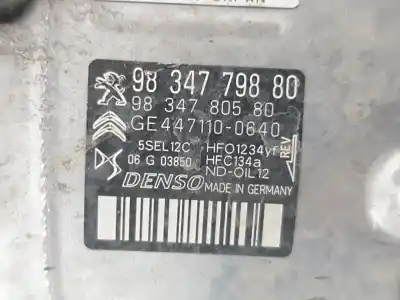 98 347 798 80
98 347 805 80
GE447110-0640
5SEL12C HFO1234yf
06 G 03850 HFC134a
ND-OIL12
REV
DENSO MADE IN GERMANY